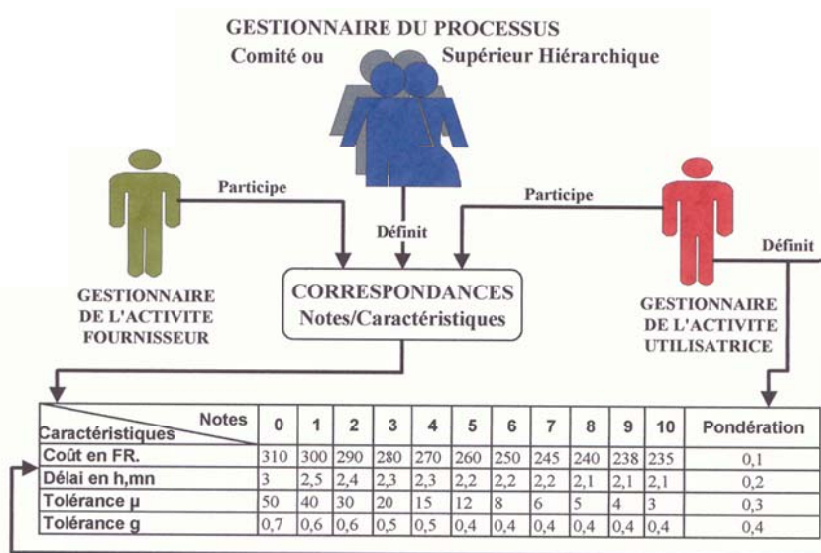 GESTIONNAIRE DU PROCESSUS
Comité ou Supérieur Hiérarchique
Participe
Participe
Définit
Définit
GESTIONNAIRE
DE L'ACTIVITE
FOURNISSEUR
CORRESPONDANCES
Notes/Caractéristiques
GESTIONNAIRE
DE L'ACTIVITE
UTILISATRICE
Notes 0 1 2 3 4 5 6 7 8 9 10 Pondération
Caractéristiques
Coût en FR. 310 300 290 280 270 260 250 245 240 238 235 0,1
Délai en h,mn 3 2,5 2,4 2,3 2,3 2,2 2,2 2,2 2,1 2,1 2,1 0,2
Tolérance µ 50 40 30 20 15 12 8 6 5 4 3 0,3
Tolérance g 0,7 0,6 0,6 0,5 0,5 0,4 0,4 0,4 0,4 0,4 0,4 0,4